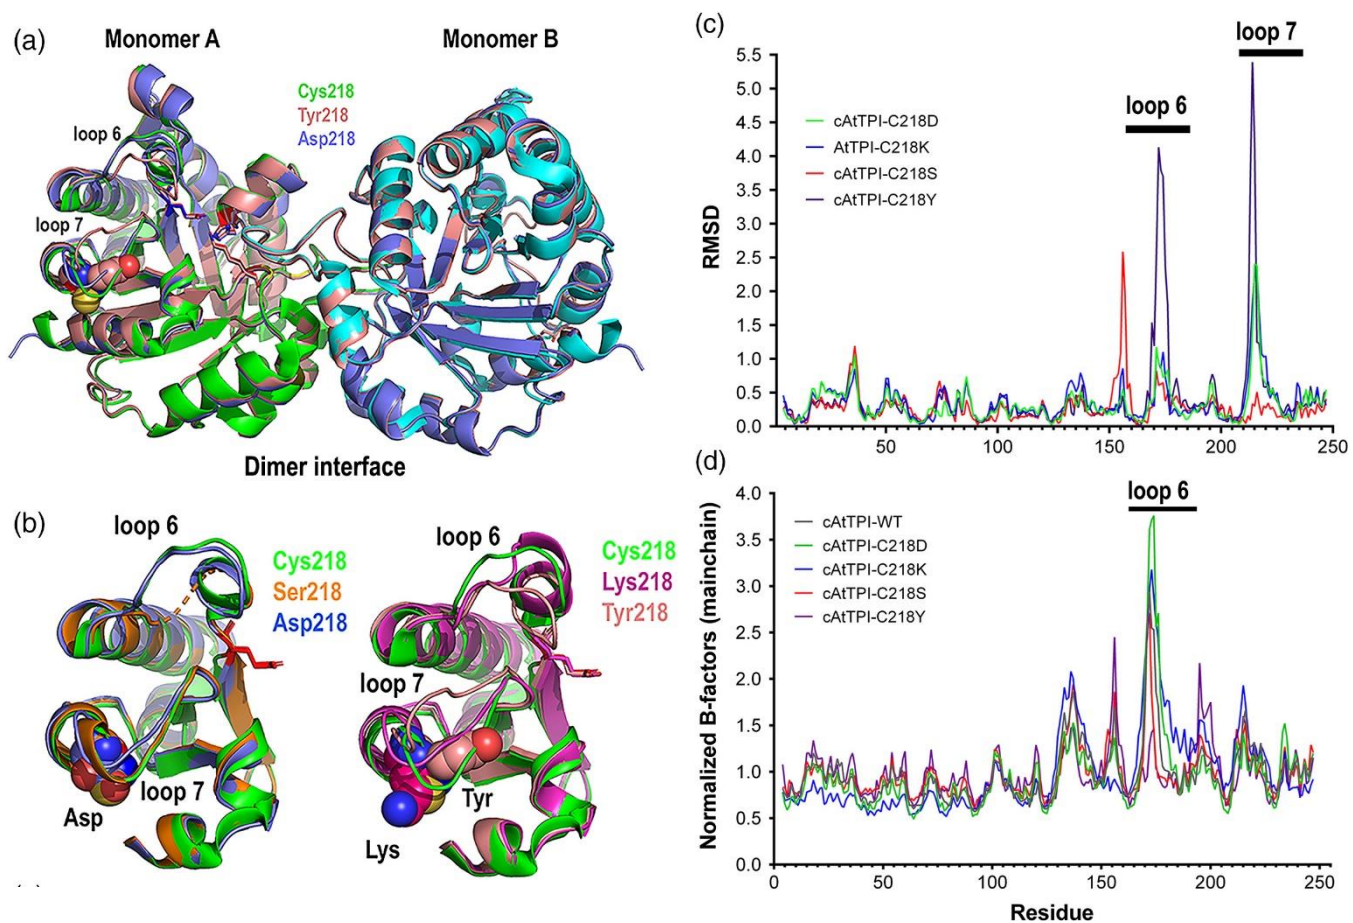 (a)
Monomer A
Monomer B
Cys218
Tyr218
Asp218
loop 6
loop 7
Dimer interface
(b)
loop 6
Cys218
Ser218
Asp218
loop 7
Asp
loop 6
Cys218
Lys218
Tyr218
loop 7
Tyr
Lys
(c)
loop 7
loop 6
cAtTPI-C218D
AtTPI-C218K
cAtTPI-C218S
cAtTPI-C218Y
RMSD
5.5
5.0
4.5
4.0
3.5
3.0
2.5
2.0
1.5
1.0
0.5
0.0
50
100
150
200
250
(d)
loop 6
cAtTPI-WT
cAtTPI-C218D
cAtTPI-C218K
cAtTPI-C218S
cAtTPI-C218Y
Normalized B-factors (mainchain)
4.0
3.5
3.0
2.5
2.0
1.5
1.0
0.5
0.0
0
50
100
150
200
250
Residue